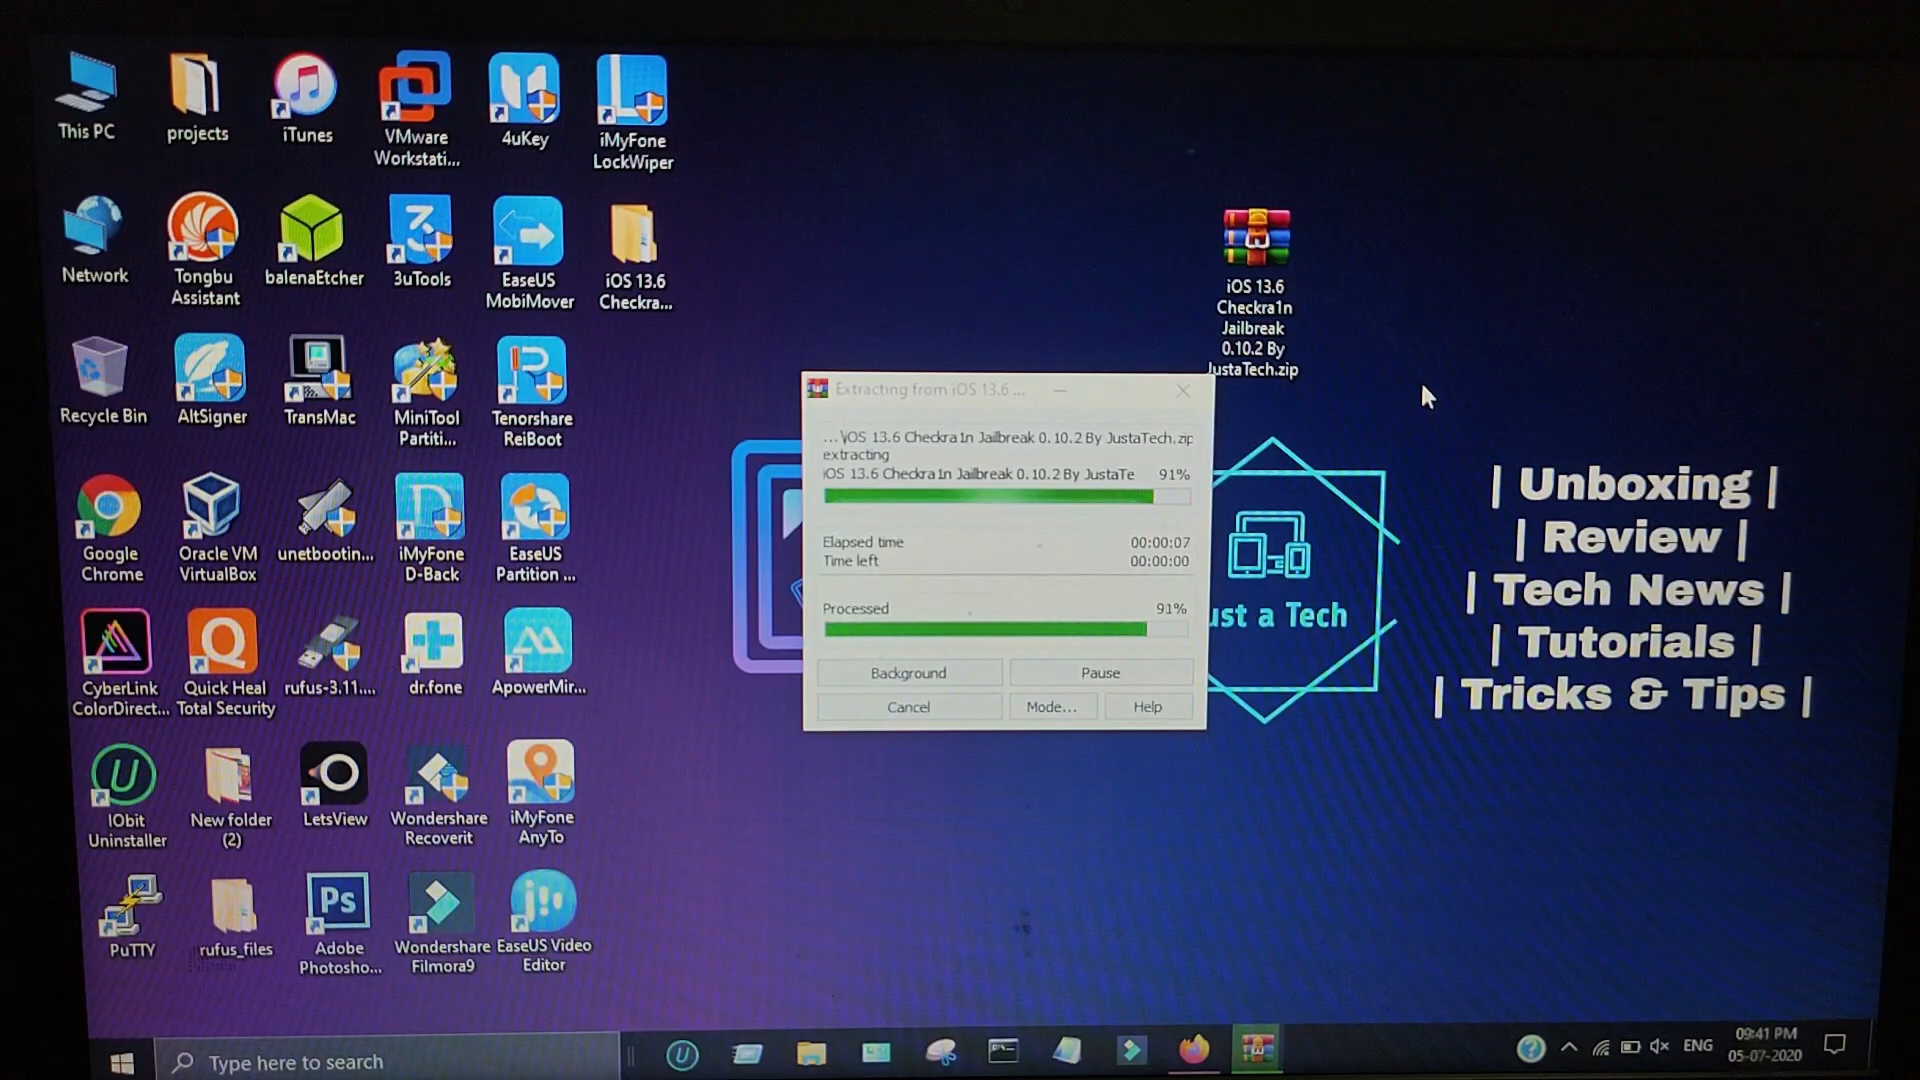 This PC
projects
iTunes
VMware
Workstati...
4uKey
iMyFone
LockWiper
Network
Tongbu
Assistant
balenaEtcher
3uTools
EaseUS
MobiMover
iOS 13.6
Checkra...
Recycle Bin
AltSigner
TransMac
MiniTool
Partiti...
Tenorshare
ReiBoot
Google
Chrome
Oracle VM
VirtualBox
unetbootin...
iMyFone
D-Back
EaseUS
Partition ...
CyberLink
ColorDirect...
Quick Heal
Total Security
rufus-3.11....
dr.fone
ApowerMir...
IObit
Uninstaller
New folder
(2)
LetsView
Wondershare
Recoverit
iMyFone
AnyTo
PuTTY
rufus_files
Ps
Adobe
Photosho...
Wondershare
Filmora9
EaseUS Video
Editor
iOS 13.6
Checkra1n
Jailbreak
0.10.2 By
JustaTech.zip
Extracting from iOS 13.6 ...
...\iOS 13.6 Checkra1n Jailbreak 0.10.2 By JustaTech.zip
extracting
iOS 13.6 Checkra1n Jailbreak 0.10.2 By JustaTe 91%
Elapsed time 00:00:07
Time left 00:00:00
Processed 91%
Background Pause
Cancel Mode... Help
ust a Tech
| Unboxing |
| Review |
| Tech News |
| Tutorials |
| Tricks & Tips |
Type here to search
ENG
09:41 PM
05-07-2020